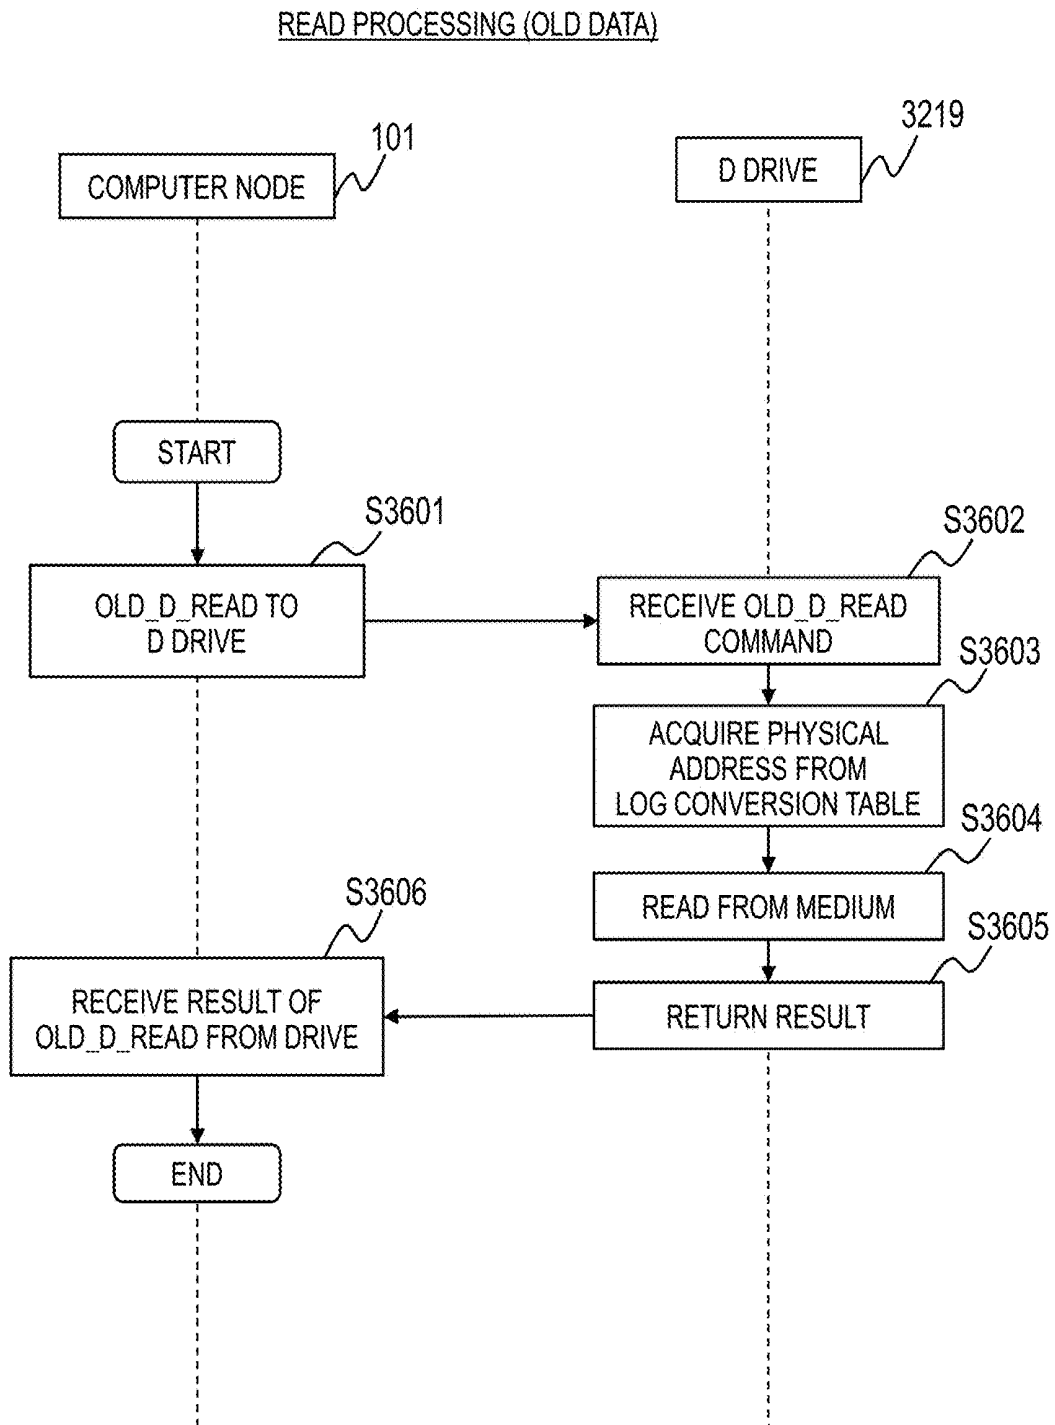 READ PROCESSING (OLD DATA)
101
COMPUTER NODE
3219
D DRIVE
START
S3601
OLD_D_READ TO
D DRIVE
S3602
RECEIVE OLD_D_READ
COMMAND
S3603
ACQUIRE PHYSICAL
ADDRESS FROM
LOG CONVERSION TABLE
S3604
READ FROM MEDIUM
S3605
RETURN RESULT
S3606
RECEIVE RESULT OF
OLD_D_READ FROM DRIVE
END